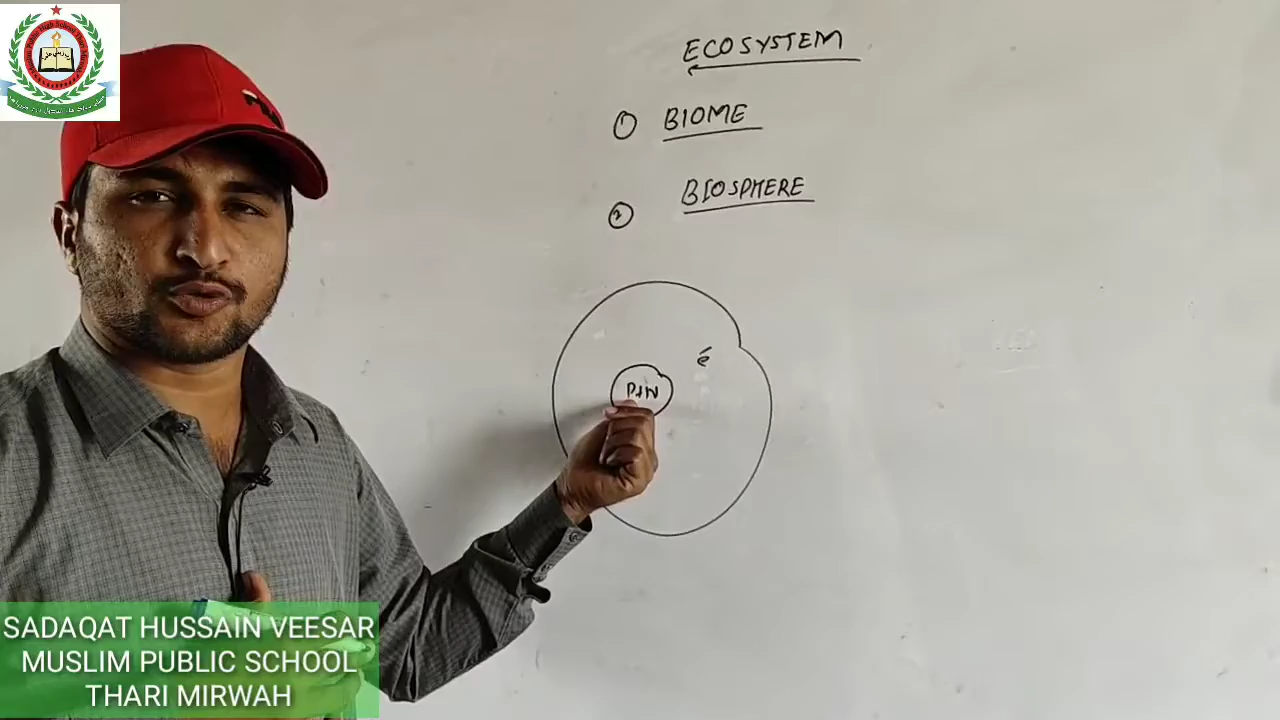 ECOSYSTEM
① BIOME
② BIOSPHERE
é
P+N
SADAQAT HUSSAIN VEESAR
MUSLIM PUBLIC SCHOOL
THARI MIRWAH